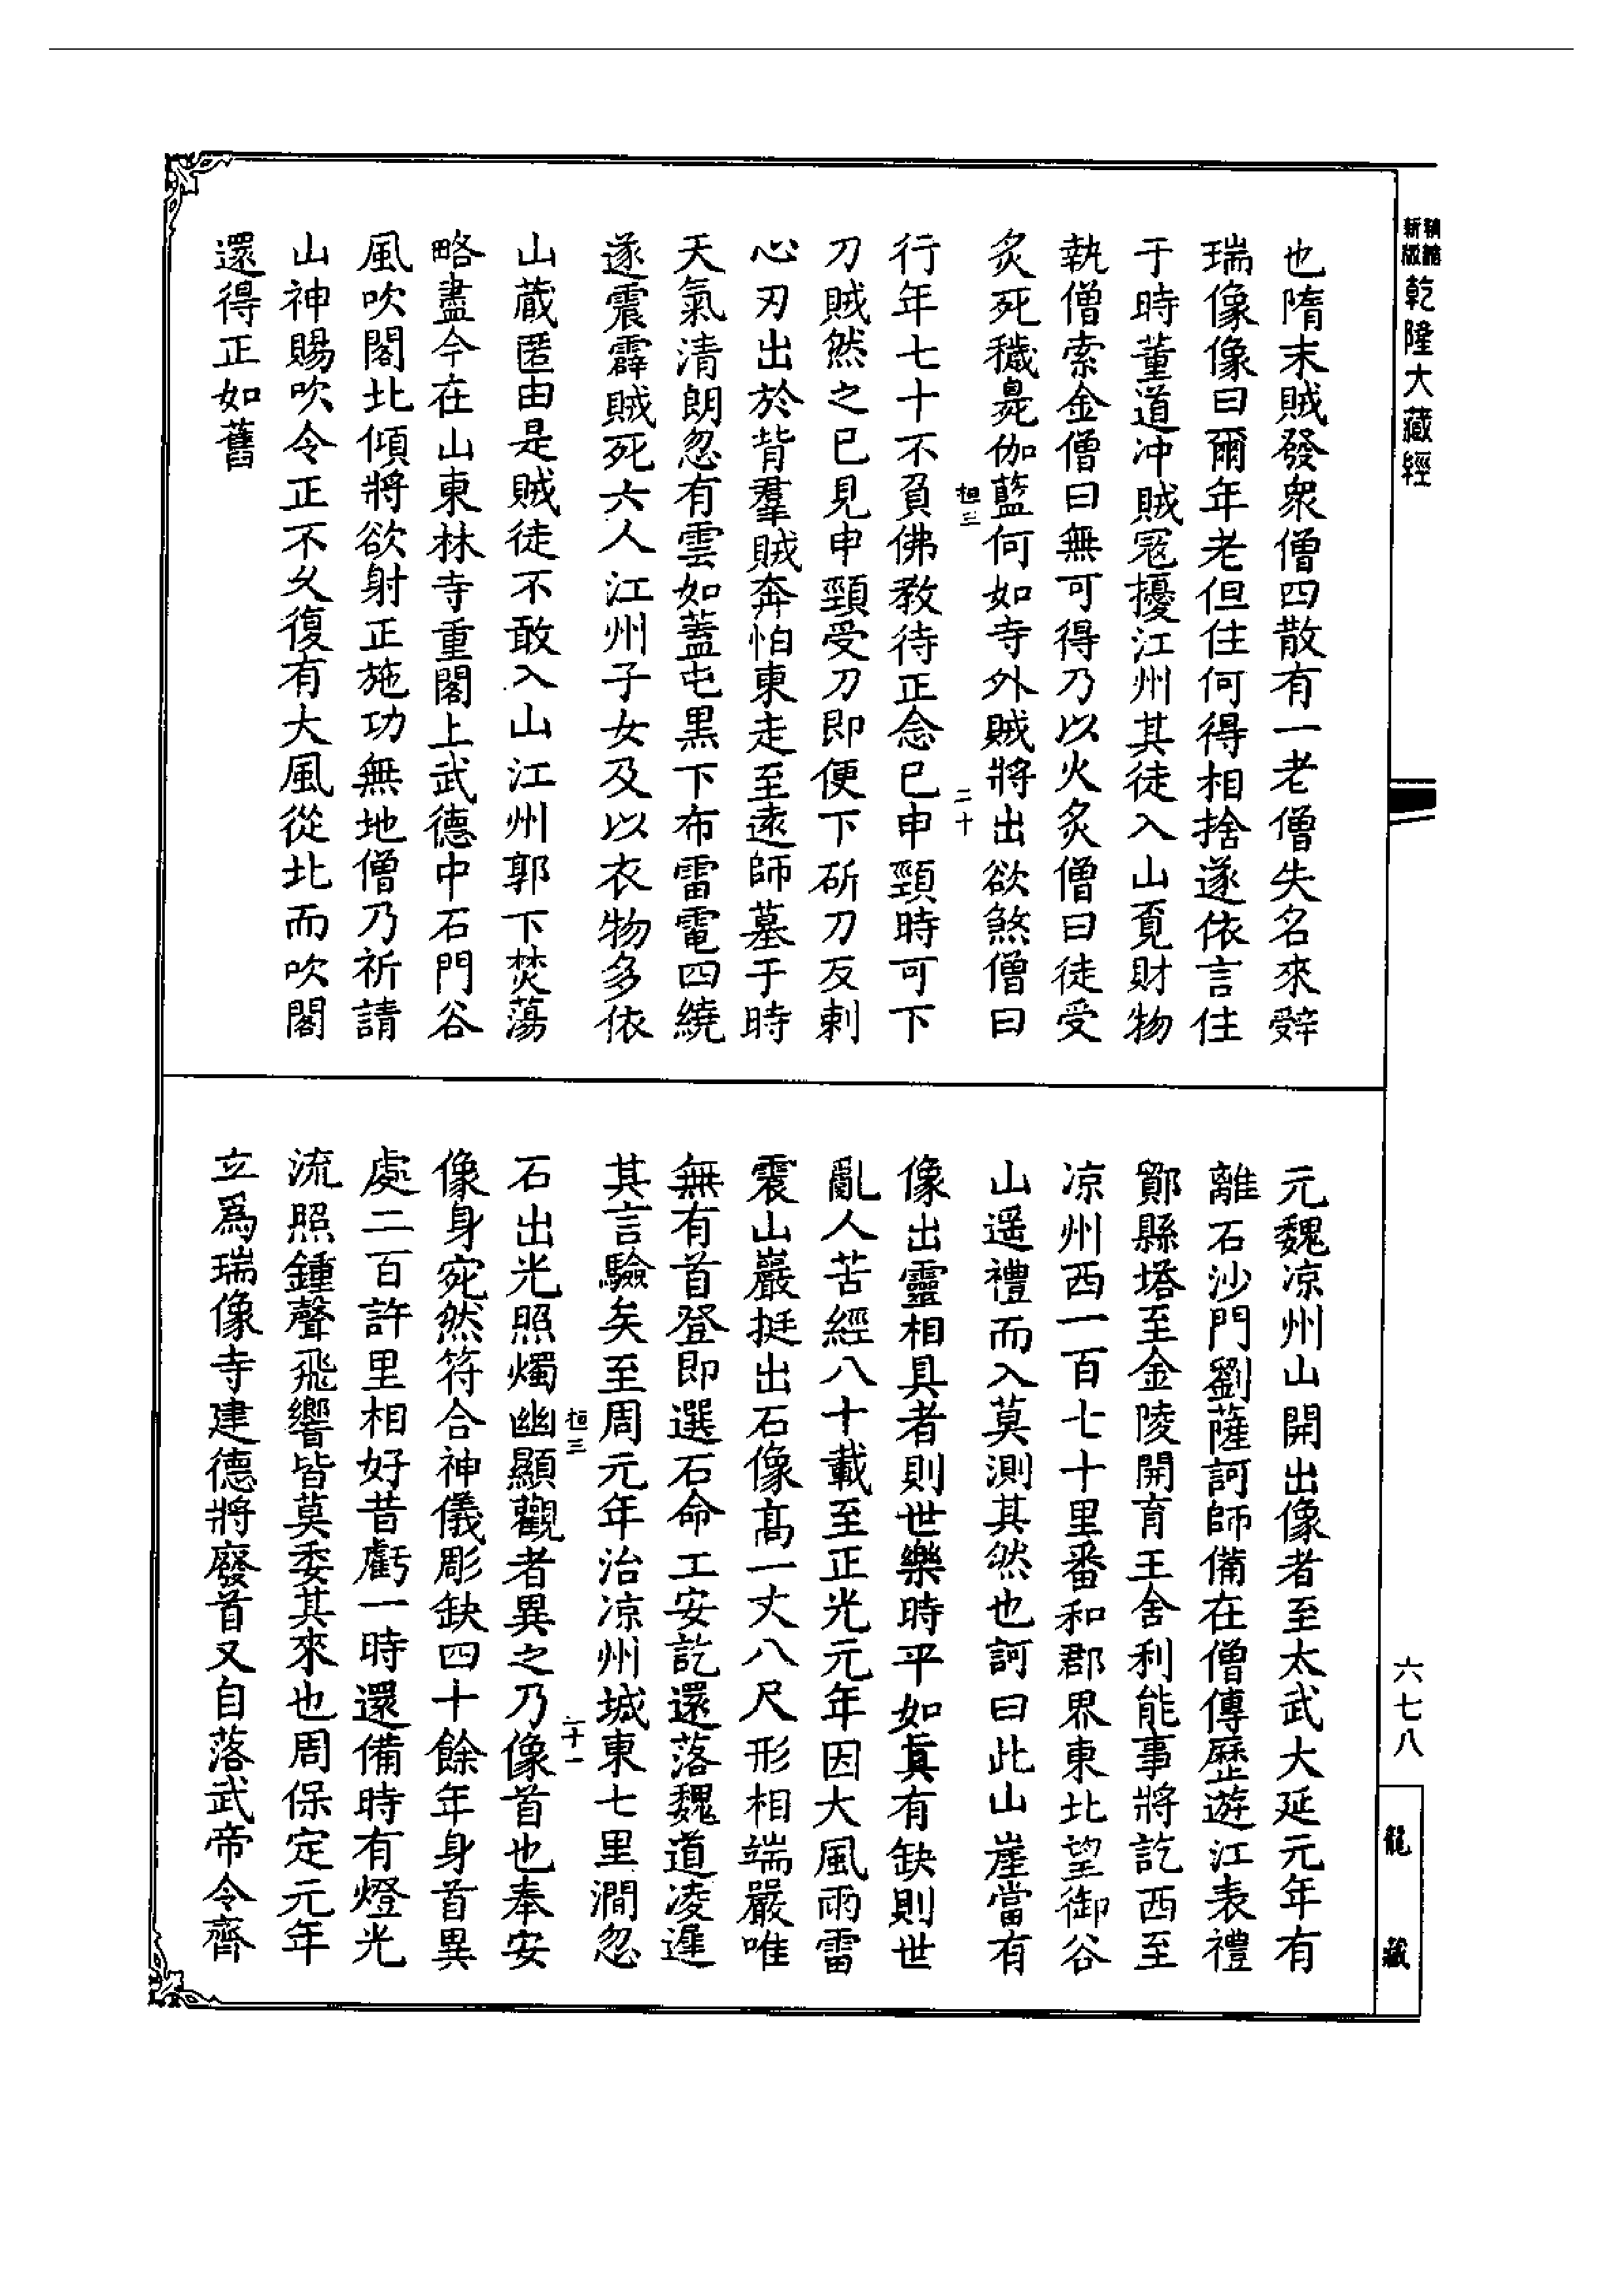 精縮新版
乾隆大藏經
也隋末賊發衆僧四散有一老僧失名來辤
瑞像像曰爾年老但住何得相捨遂依言住
于時董道冲賊宼擾江州其徒入山覓財物
執僧索金僧曰無可得乃以火炙僧曰徒受
炙死穢㚖伽藍何如寺外賊將出欲煞僧曰
桓三
二十
行年七十不負佛教待正念已申頸時可下
刀賊然之已見申頸受刀即便下斫刀反刺
心刃出於背羣賊奔怕東走至遠師墓于時
天氣清朗忽有雲如蓋屯黑下布雷電四繞
遂震霹賊死六人江州子女及以衣物多依
山藏匿由是賊徒不敢入山江州郭下焚蕩
略盡今在山東林寺重閣上武德中石門谷
風吹閣北傾將欲射正施功無地僧乃祈請
山神賜吹令正不久復有大風從北而吹閣
還得正如舊
元魏凉州山開出像者至太武大延元年有
離石沙門劉薩訶師備在僧傳歷遊江表禮
鄮縣塔至金陵開育王舍利能事將訖西至
凉州西一百七十里番和郡界東北望御谷
山遥禮而入莫測其然也訶曰此山崖當有
像出靈相具者則世樂時平如眞有缺則世
亂人苦經八十載至正光元年因大風雨雷
震山巖挺出石像髙一丈八尺形相端嚴唯
無有首登即選石命工安訖還落魏道凌遲
其言驗矣至周元年治凉州城東七里澗忽
桓三
二十一
石出光照燭幽顯觀者異之乃像首也奉安
像身宛然符合神儀彫缺四十餘年身首異
處二百許里相好昔虧一時還備時有燈光
流照鍾聲飛響皆莫委其來也周保定元年
立爲瑞像寺建德將廢首又自落武帝令齊
六七八
龍藏